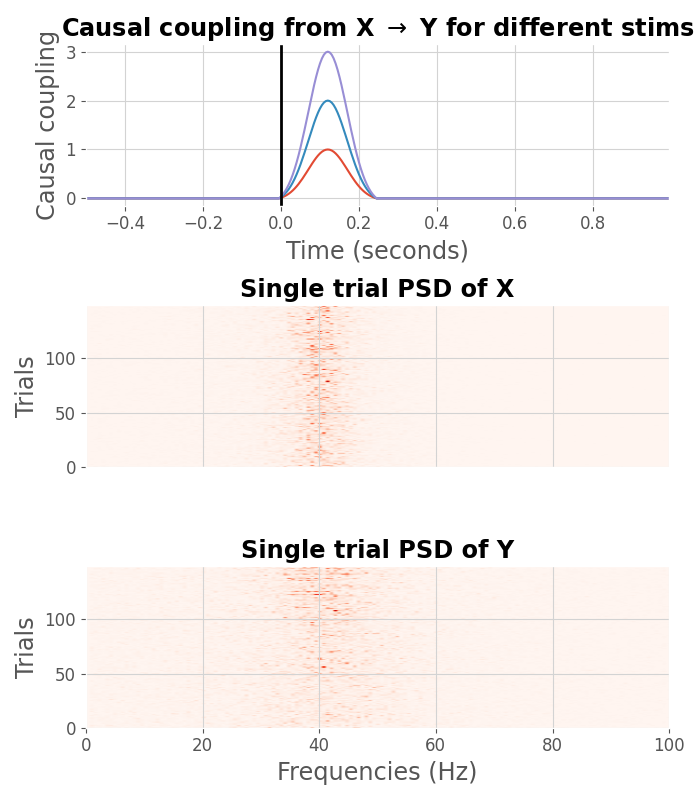 Causal coupling from X → Y for different stims
Causal coupling
3
2
1
0
−0.4 −0.2 0.0 0.2 0.4 0.6 0.8
Time (seconds)
Single trial PSD of X
Trials
100
50
0
Single trial PSD of Y
Trials
100
50
0
0 20 40 60 80 100
Frequencies (Hz)